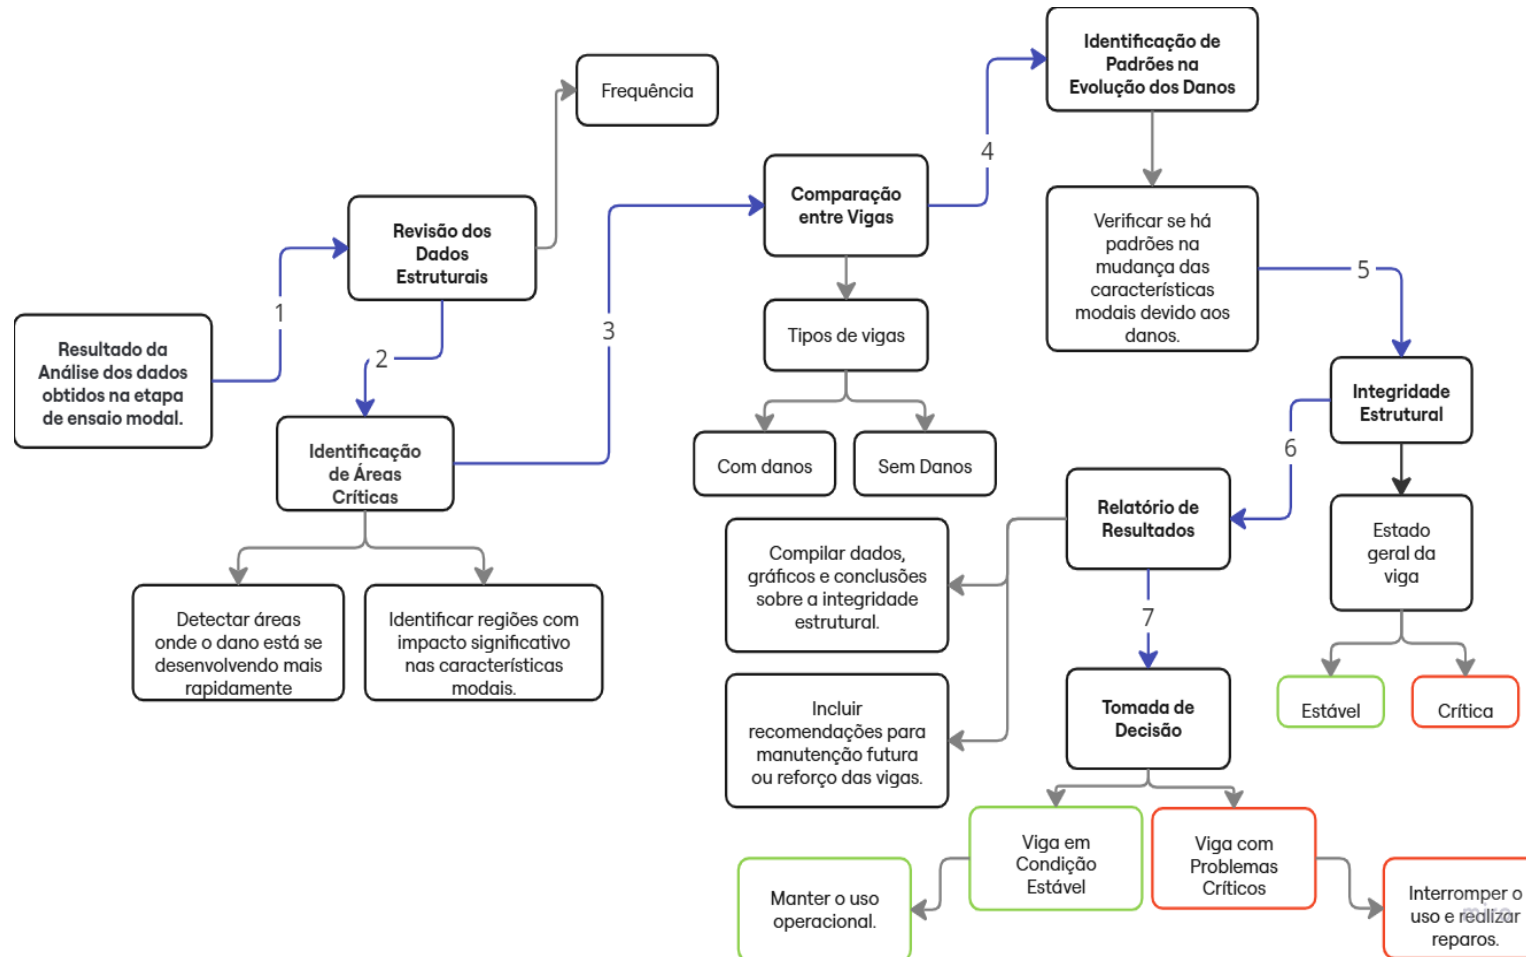 Resultado da
Análise dos dados
obtidos na etapa
de ensaio modal.
1
Revisão dos
Dados
Estruturais
Frequência
2
Identificação
de Áreas
Críticas
Detectar áreas
onde o dano está se
desenvolvendo mais
rapidamente
Identificar regiões com
impacto significativo
nas características
modais.
3
Comparação
entre Vigas
Tipos de vigas
Com danos
Sem Danos
4
Identificação de
Padrões na
Evolução dos Danos
Verificar se há
padrões na
mudança das
características
modais devido aos
danos.
5
Integridade
Estrutural
Estado
geral da
viga
Estável
Crítica
6
Relatório de
Resultados
Compilar dados,
gráficos e conclusões
sobre a integridade
estrutural.
Incluir
recomendações para
manutenção futura
ou reforço das vigas.
7
Tomada de
Decisão
Viga em
Condição
Estável
Manter o uso
operacional.
Viga com
Problemas
Críticos
Interromper o
uso e realizar
reparos.
miro